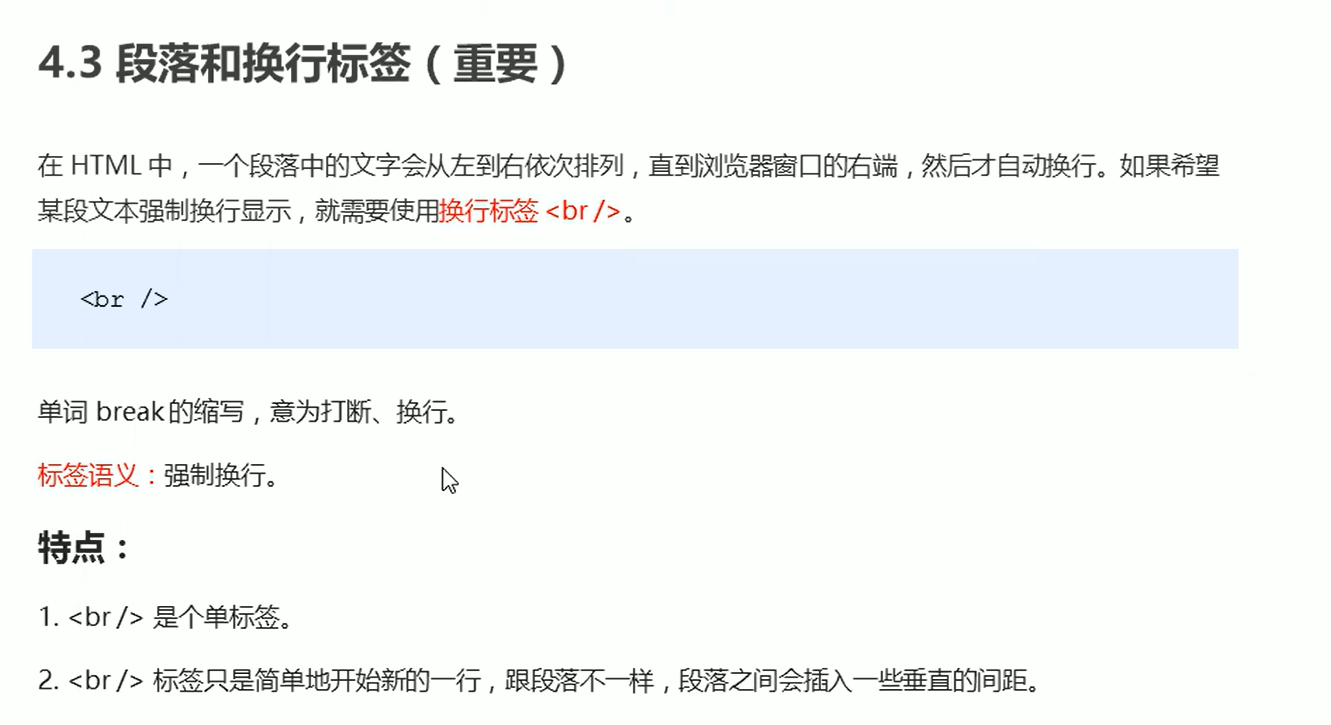 4.3 段落和换行标签（重要）
在 HTML 中，一个段落中的文字会从左到右依次排列，直到浏览器窗口的右端，然后才自动换行。如果希望
某段文本强制换行显示，就需要使用换行标签 <br />。
<br />
单词 break 的缩写，意为打断、换行。
标签语义：强制换行。
特点：
1. <br /> 是个单标签。
2. <br /> 标签只是简单地开始新的一行，跟段落不一样，段落之间会插入一些垂直的间距。